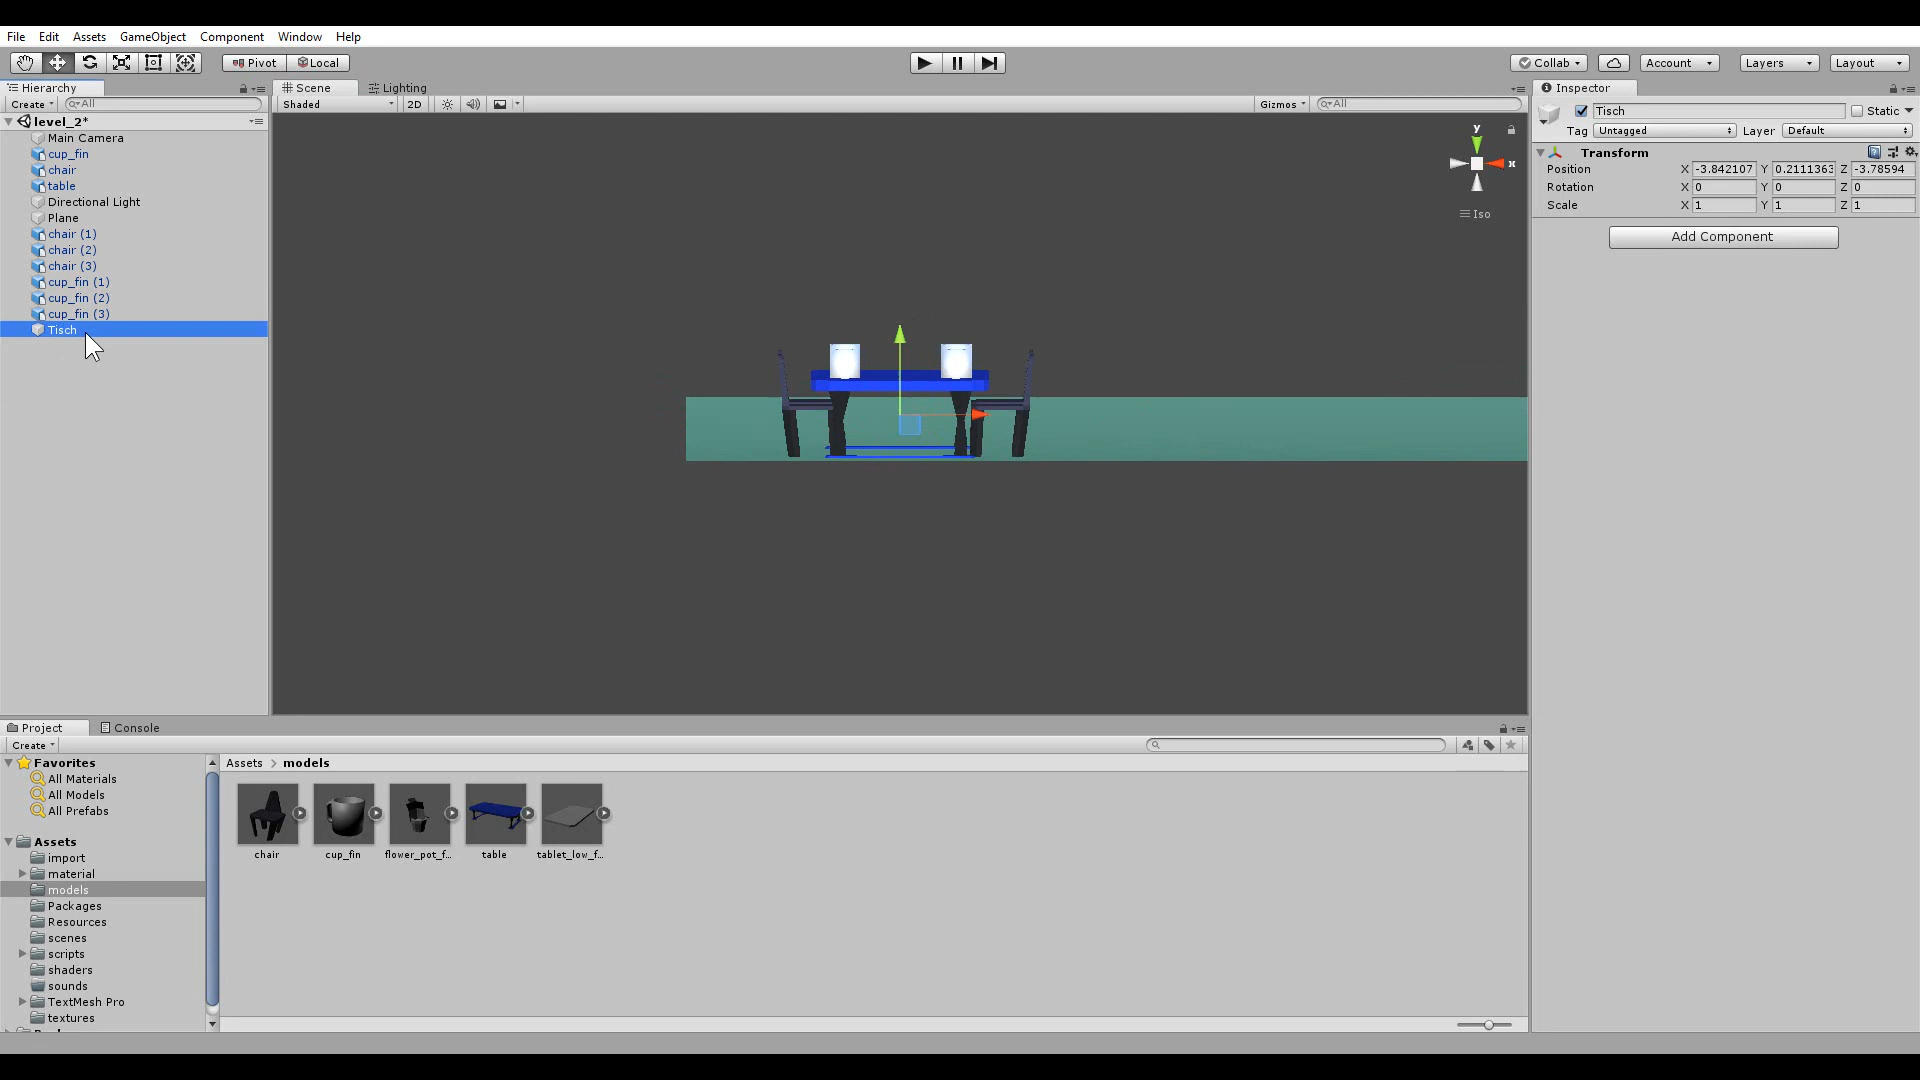 File Edit Assets GameObject Component Window Help
Pivot Local Collab Account Layers Layout
Hierarchy Scene Lighting Inspector
Create All Shaded 2D Gizmos All
level_2*
Main Camera
cup_fin
chair
table
Directional Light
Plane
chair (1)
chair (2)
chair (3)
cup_fin (1)
cup_fin (2)
cup_fin (3)
Tisch
y
x
Iso
Tisch Static
Tag Untagged Layer Default
Transform
Position X -3.842107 Y 0.2111363 Z -3.78594
Rotation X 0 Y 0 Z 0
Scale X 1 Y 1 Z 1
Add Component
Project Console
Create
Favorites
All Materials
All Models
All Prefabs
Assets
import
material
models
Packages
Resources
scenes
scripts
shaders
sounds
TextMesh Pro
textures
Assets > models
chair cup_fin flower_pot_f... table tablet_low_f...